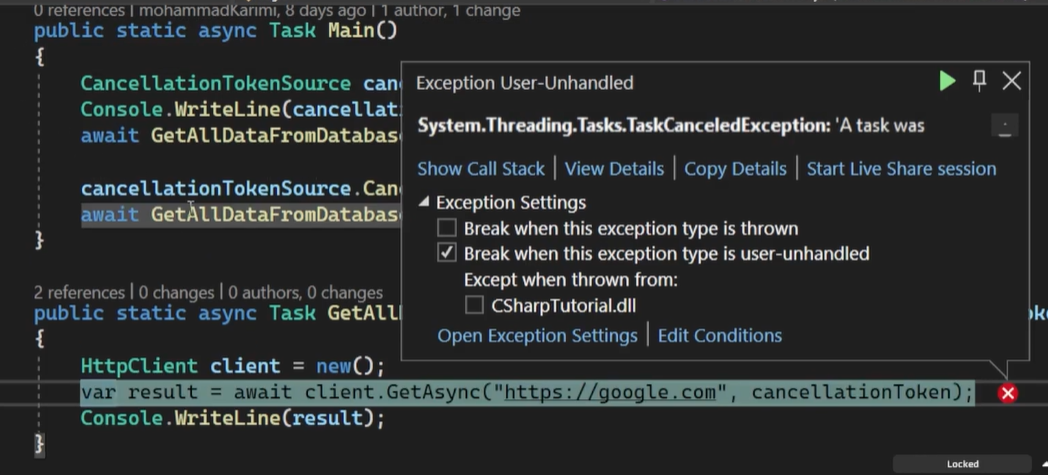 0 references | mohammadKarimi, 8 days ago | 1 author, 1 change
public static async Task Main()
{
CancellationTokenSource can
Console.WriteLine(cancellati
await GetAllDataFromDatabase
cancellationTokenSource.Can
await GetAllDataFromDatabase
}
Exception User-Unhandled
System.Threading.Tasks.TaskCanceledException: 'A task was
Show Call Stack | View Details | Copy Details | Start Live Share session
Exception Settings
Break when this exception type is thrown
Break when this exception type is user-unhandled
Except when thrown from:
CSharpTutorial.dll
Open Exception Settings | Edit Conditions
2 references | 0 changes | 0 authors, 0 changes
public static async Task GetAll
{
HttpClient client = new();
var result = await client.GetAsync("https://google.com", cancellationToken);
Console.WriteLine(result);
}
Locked